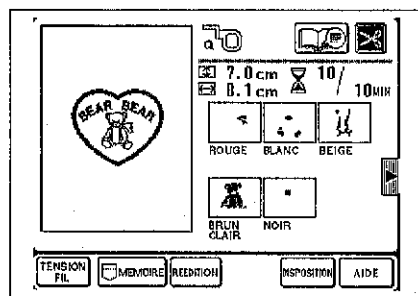 a
7.0cm 10/
8.1cm 10MIN
BEAR BEAR
ROUGE BLANC BEIGE
BRUN
CLAIR NOIR
TENSION
FIL MEMOIRE REEDITION DISPOSITION AIDE